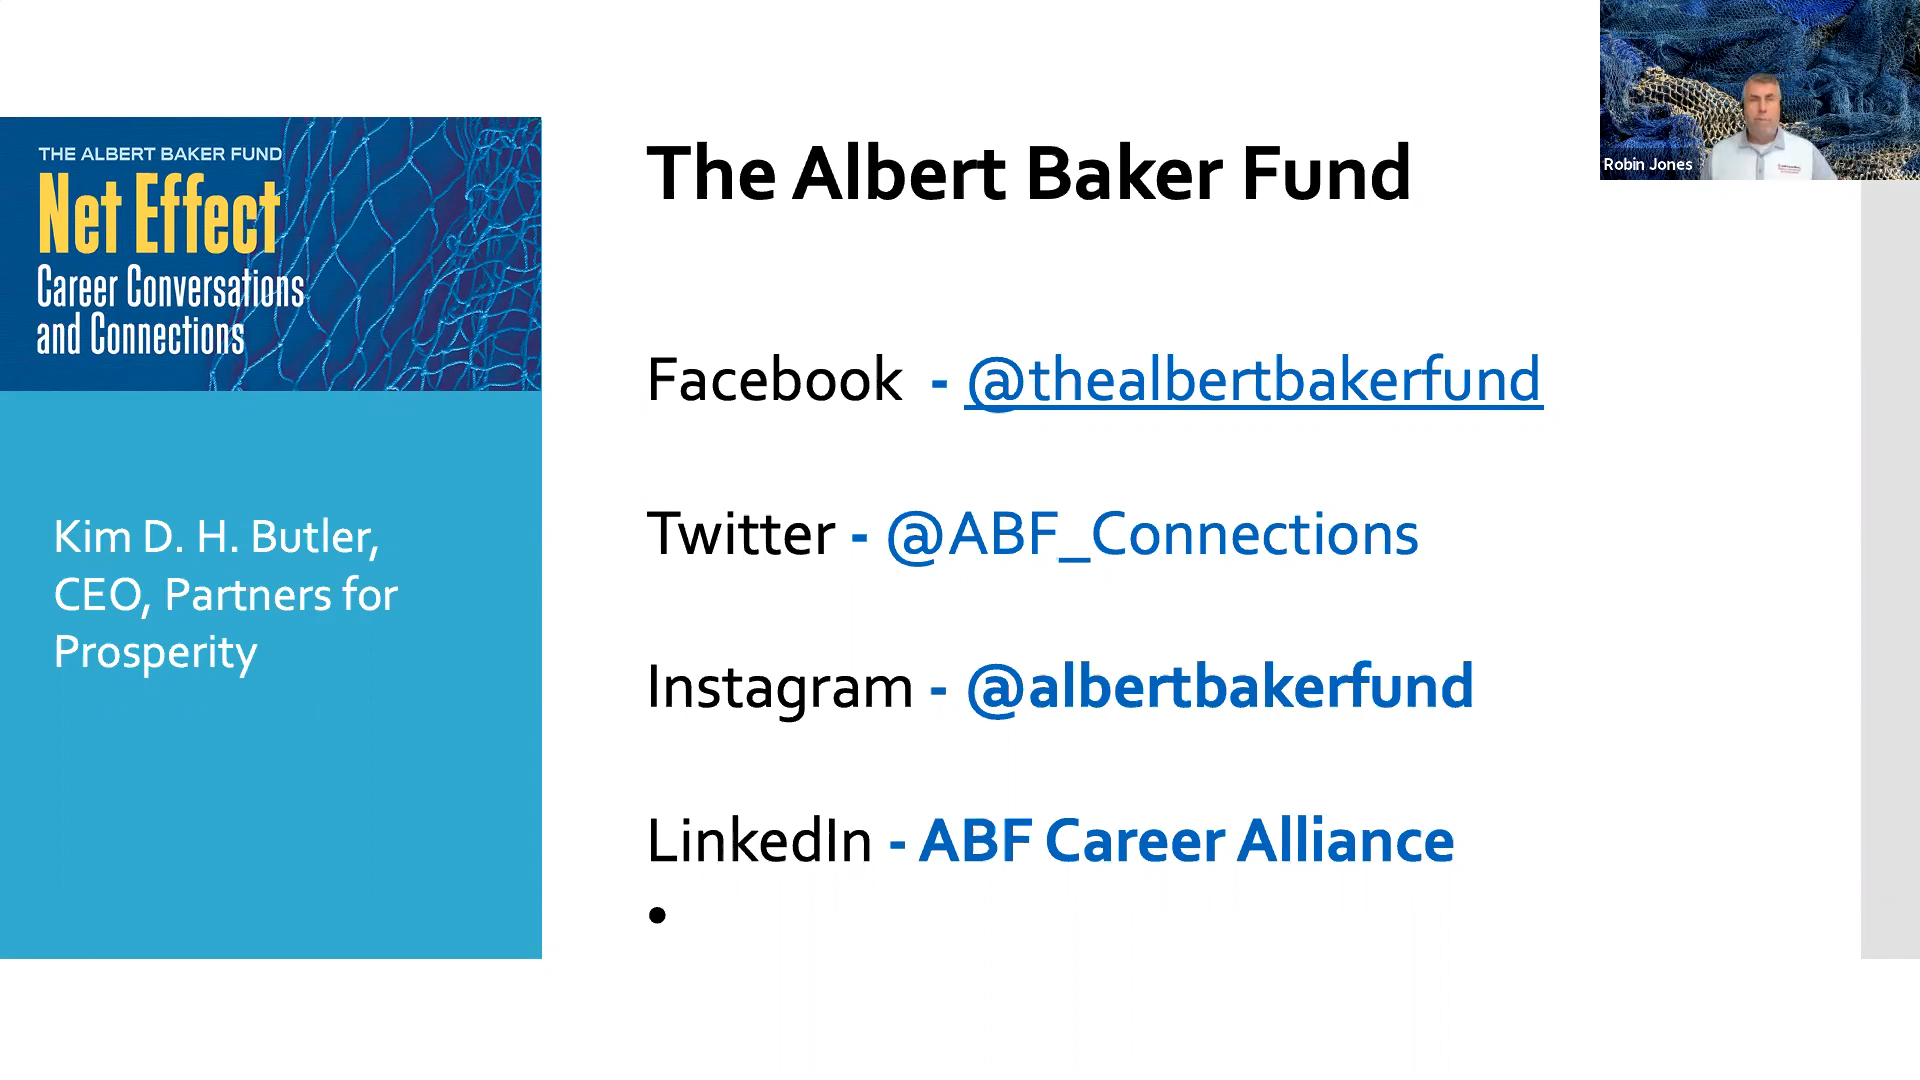 THE ALBERT BAKER FUND
Net Effect
Career Conversations
and Connections
Kim D. H. Butler,
CEO, Partners for
Prosperity
The Albert Baker Fund
Facebook - @thealbertbakerfund
Twitter - @ABF_Connections
Instagram - @albertbakerfund
LinkedIn - ABF Career Alliance
•
Robin Jones